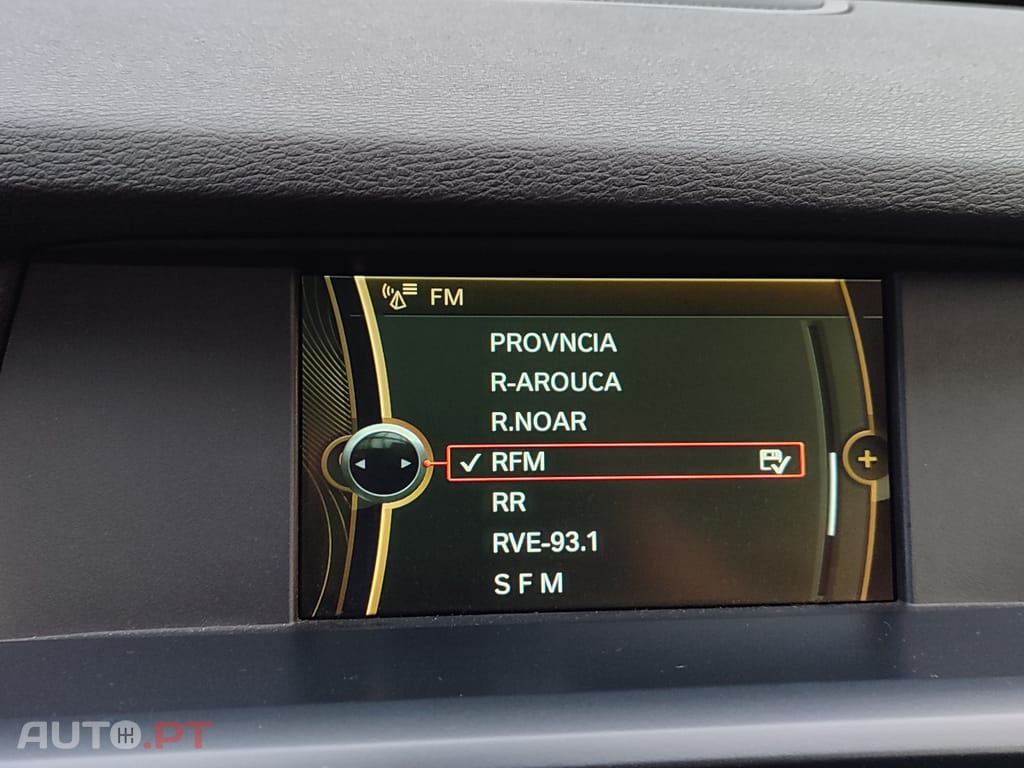 FM
PROVNCIA
R-AROUCA
R.NOAR
RFM
RR
RVE-93.1
S F M
AUTO.PT